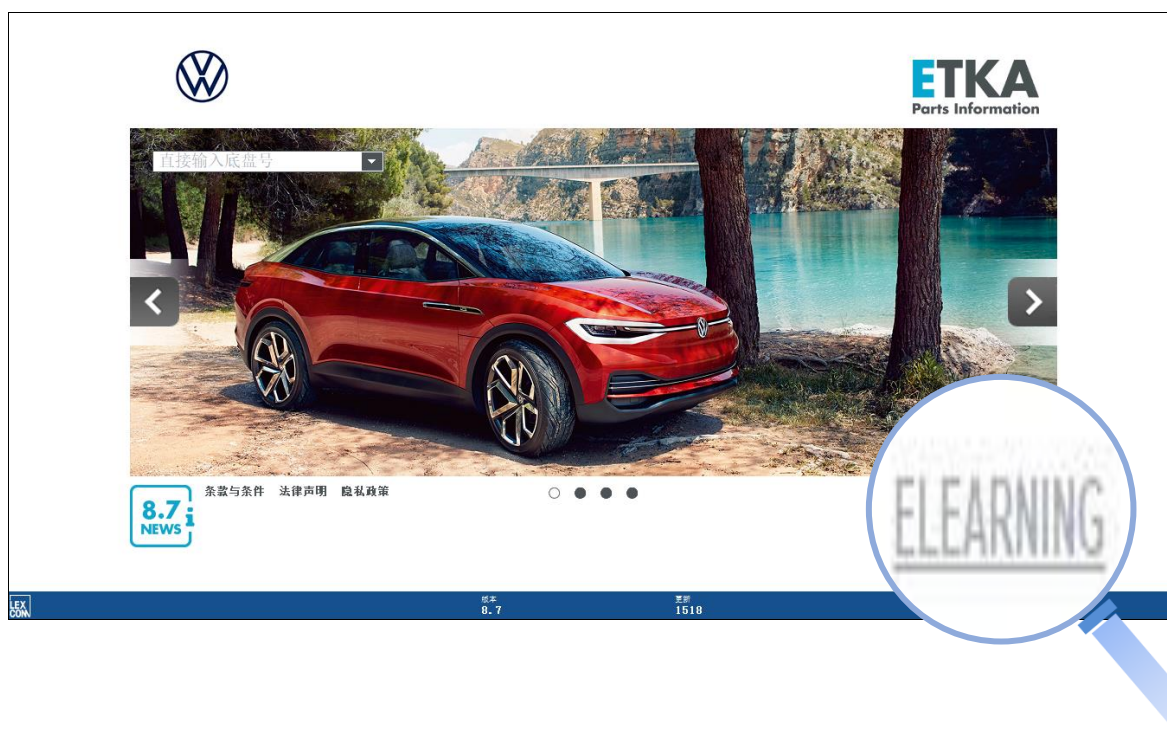 ETKA
Parts Information
直接输入底盘号
条款与条件 法律声明 隐私政策
8.7
NEWS
ELEARNING
LEX
COM
版本
8.7
更新
1518